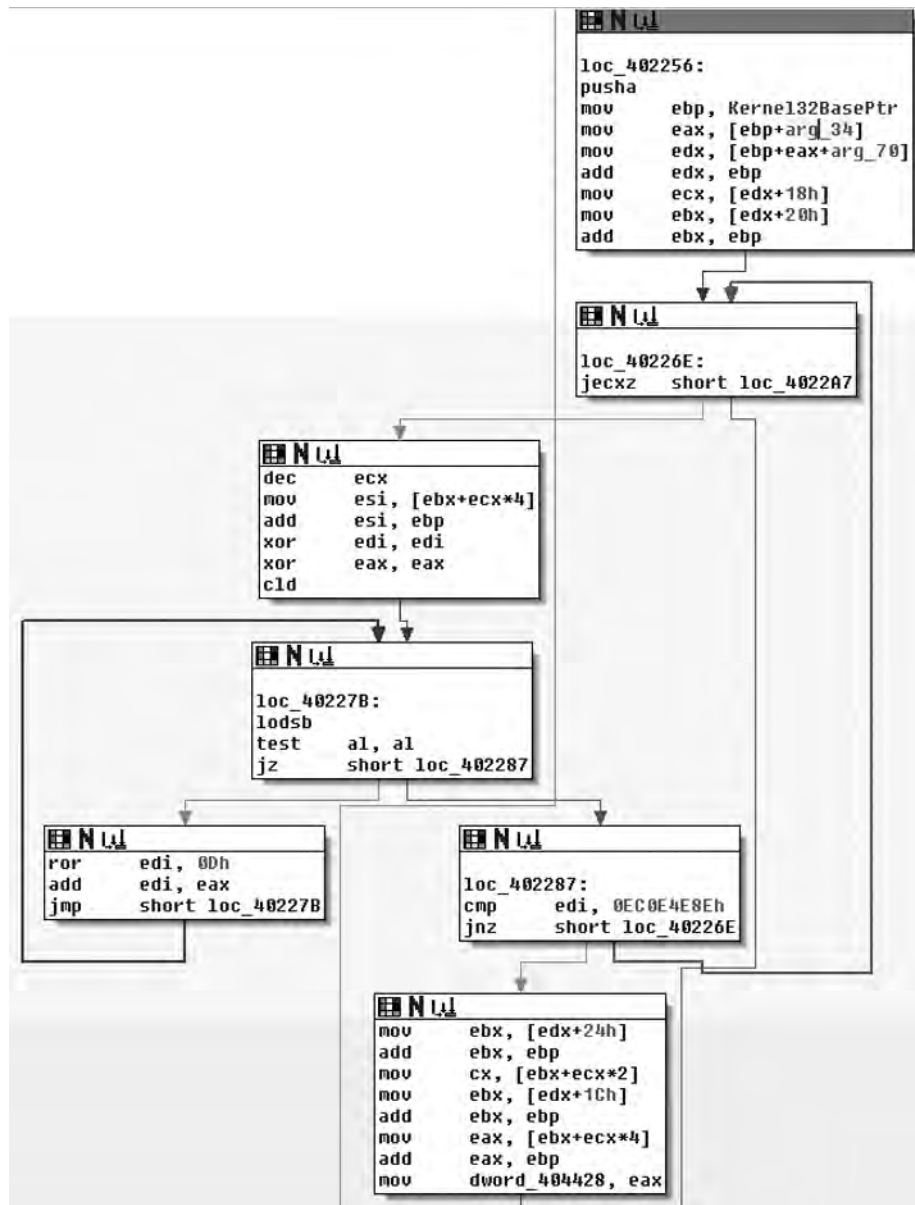 loc_402256:
pusha
mov ebp, Kernel32BasePtr
mov eax, [ebp+arg_34]
mov edx, [ebp+eax+arg_70]
add edx, ebp
mov ecx, [edx+18h]
mov ebx, [edx+20h]
add ebx, ebp
loc_40226E:
jecxz short loc_4022A7
dec ecx
mov esi, [ebx+ecx*4]
add esi, ebp
xor edi, edi
xor eax, eax
cld
loc_40227B:
lodsb
test al, al
jz short loc_402287
ror edi, 0Dh
add edi, eax
jmp short loc_40227B
loc_402287:
cmp edi, 0EC0E4E8Eh
jnz short loc_40226E
mov ebx, [edx+24h]
add ebx, ebp
mov cx, [ebx+ecx*2]
mov ebx, [edx+1Ch]
add ebx, ebp
mov eax, [ebx+ecx*4]
add eax, ebp
mov dword_404428, eax